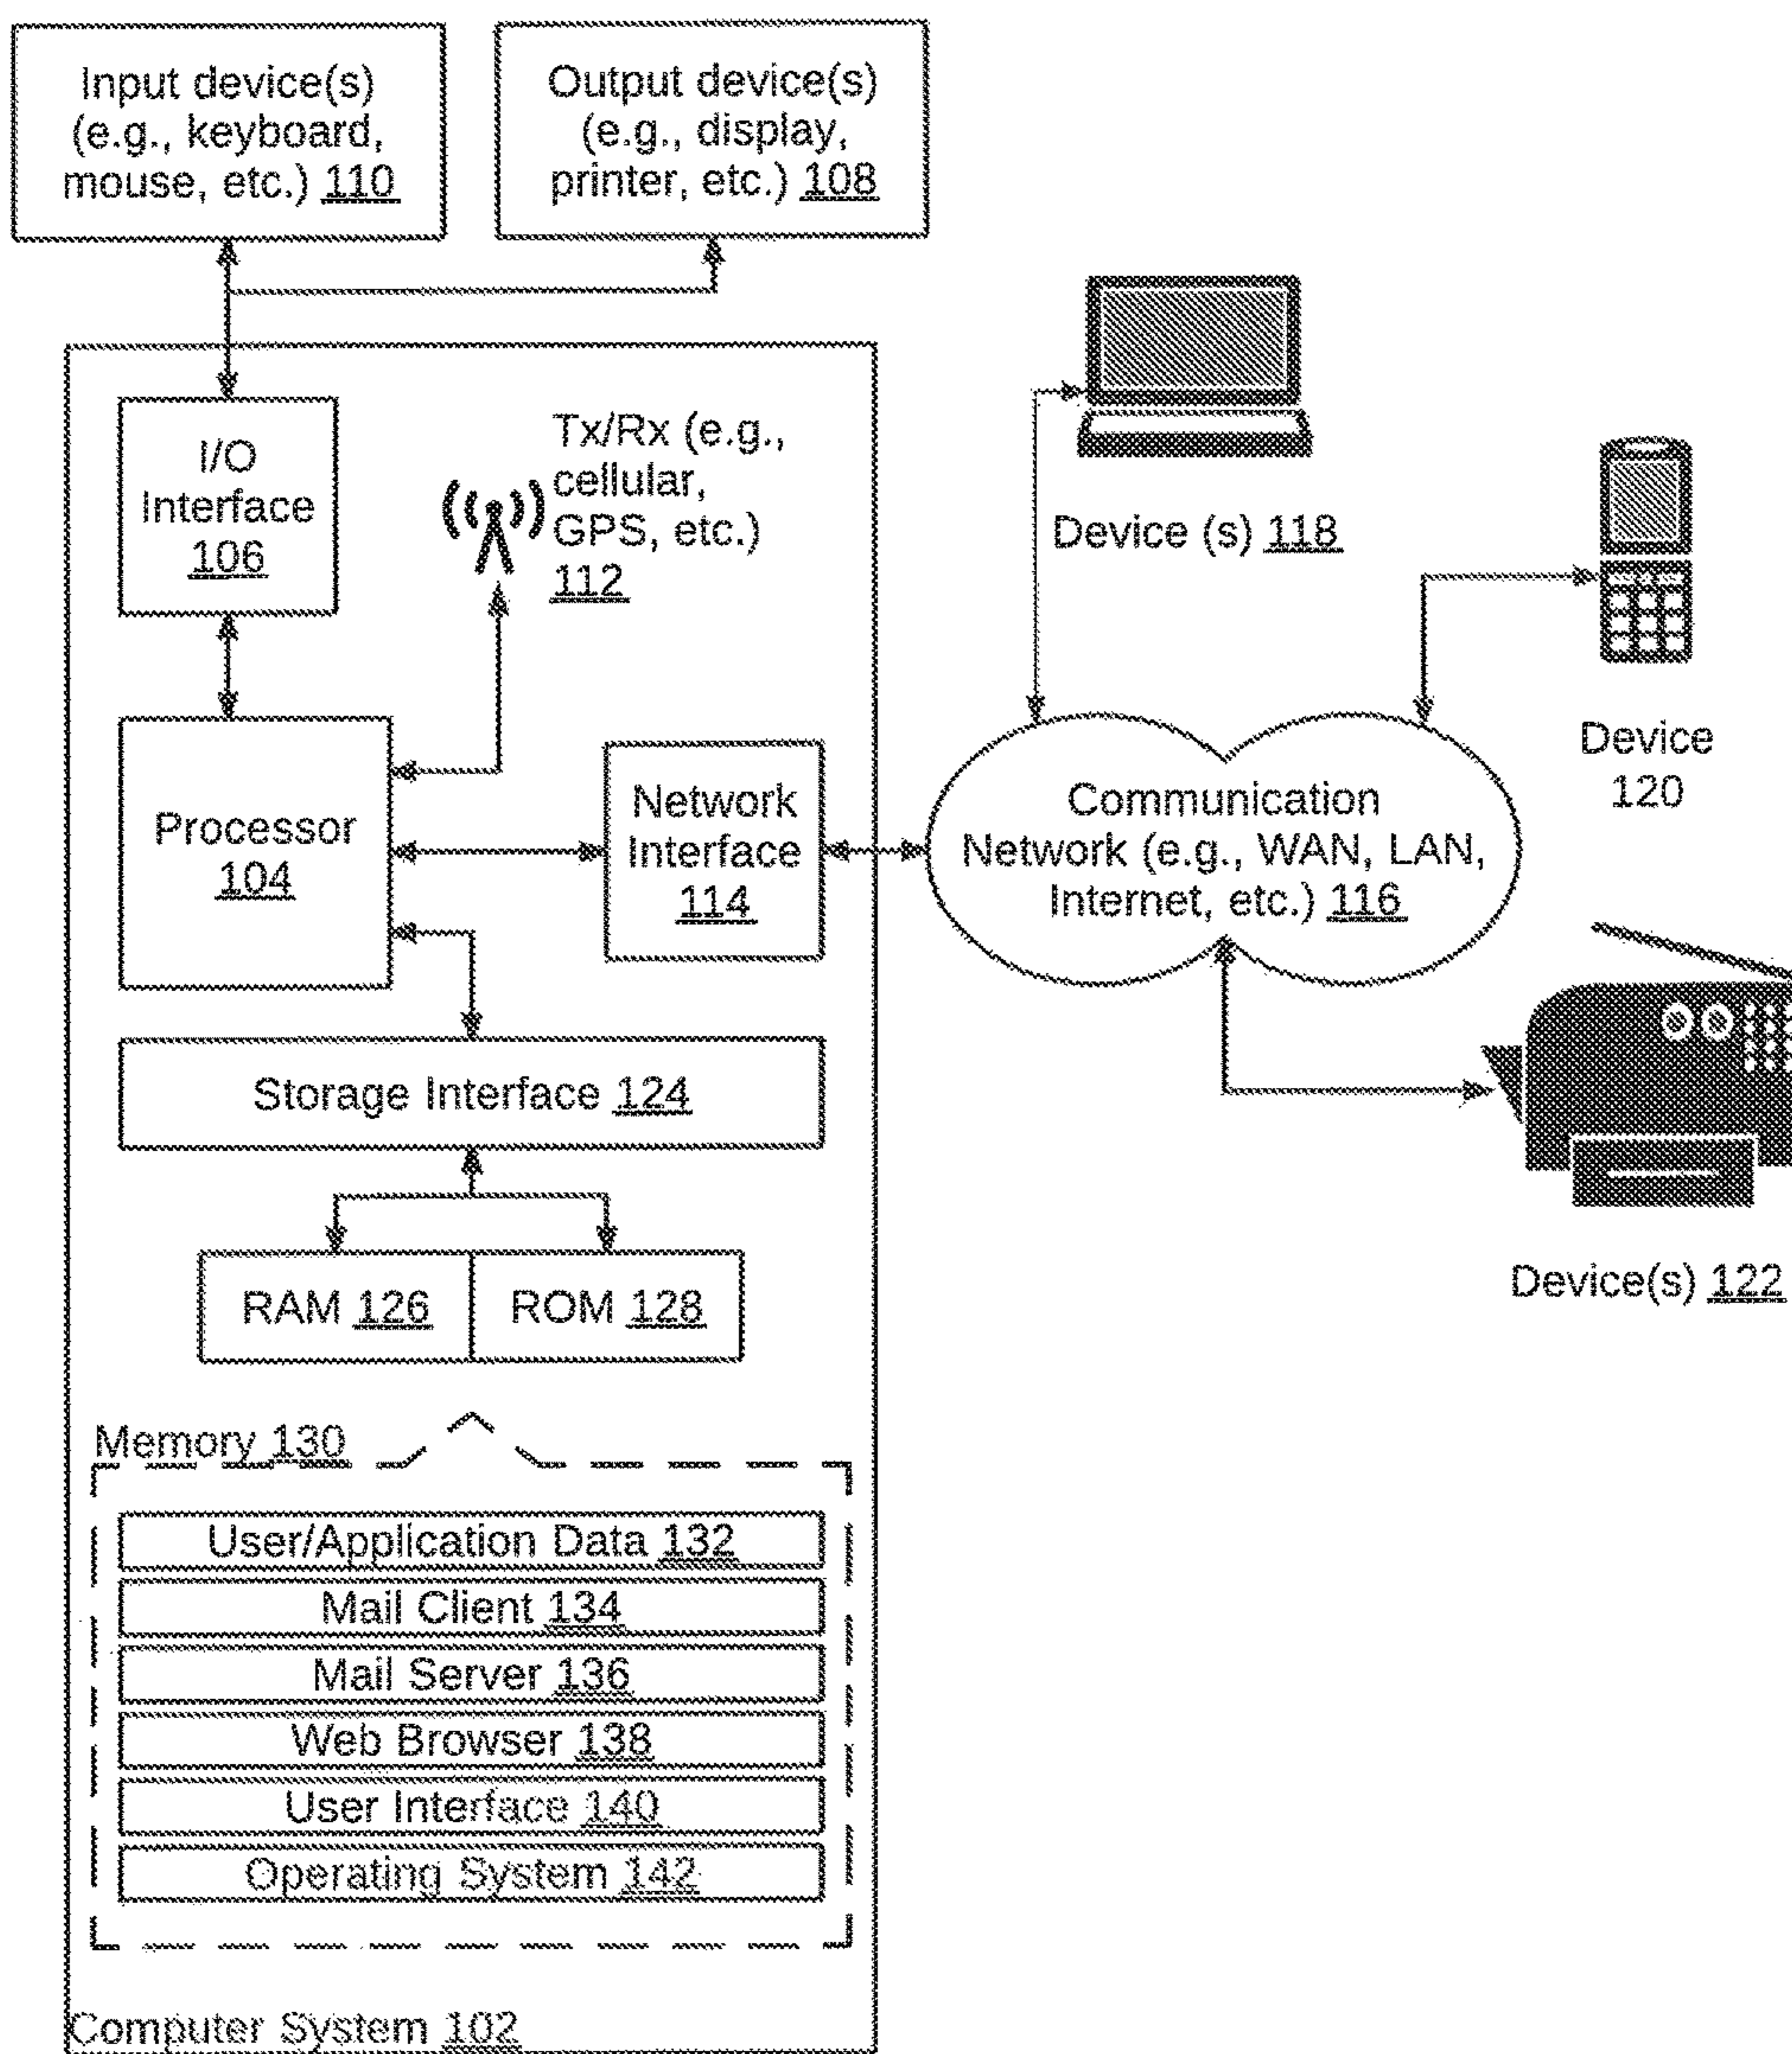 Input device(s)
(e.g., keyboard,
mouse, etc.) 110
Output device(s)
(e.g., display,
printer, etc.) 108
I/O
Interface
106
Tx/Rx (e.g.,
cellular,
GPS, etc.)
112
Device (s) 118
Device
120
Processor
104
Network
Interface
114
Communication
Network (e.g., WAN, LAN,
Internet, etc.) 116
Storage Interface 124
Device(s) 122
RAM 126
ROM 128
Memory 130
User/Application Data 132
Mail Client 134
Mail Server 136
Web Browser 138
User Interface 140
Operating System 142
Computer System 102